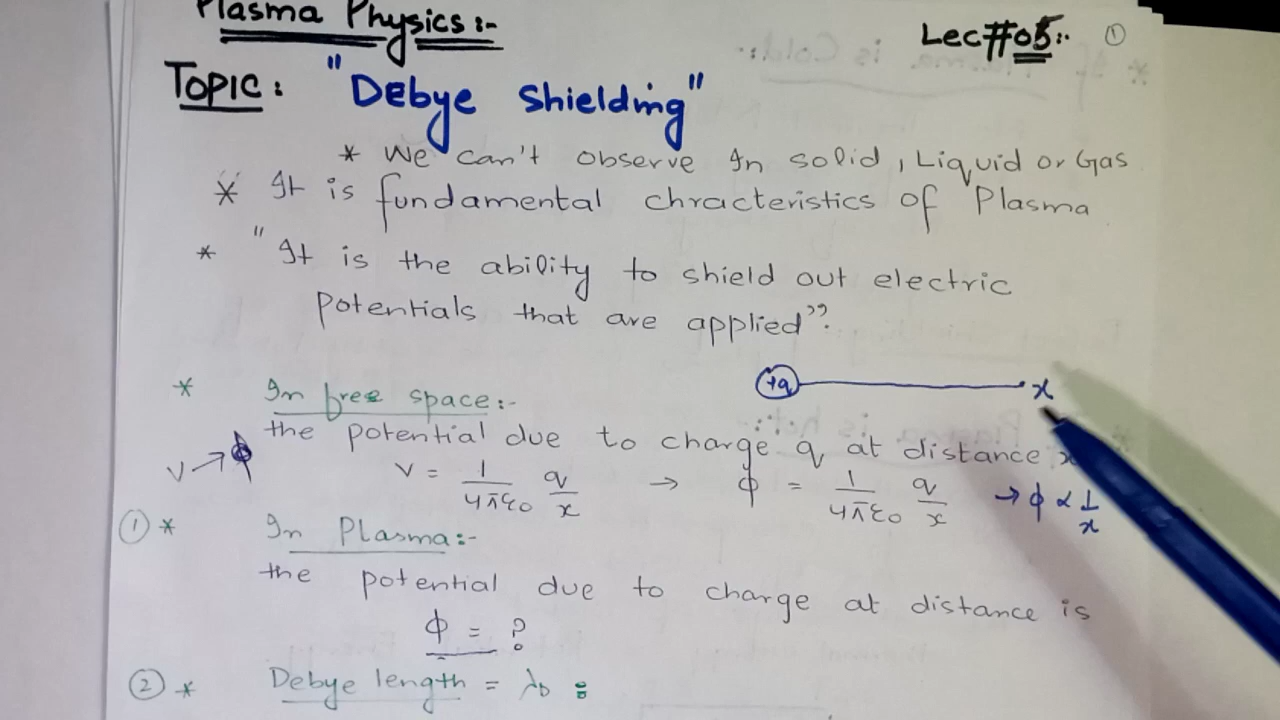 Plasma Physics:-
Lec#05:. ①
Topic: "Debye Shielding"
* We can't observe In solid, Liquid or Gas
* It is fundamental chracteristics of Plasma
* "It is the ability to shield out electric
potentials that are applied".
+q x
* In free space:-
the potential due to charge q at distance x
V → ϕ V = 1/4πε₀ q/x → ϕ = 1/4πε₀ q/x → ϕ ∝ 1/x
① * In Plasma:-
the potential due to charge at distance is
ϕ = ?
② * Debye length = λD :